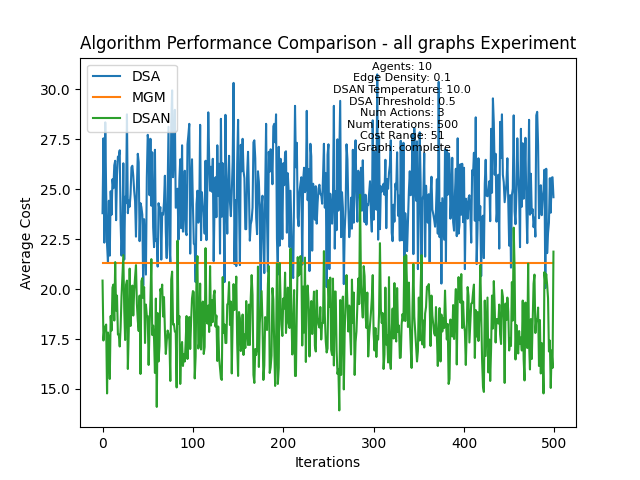 Algorithm Performance Comparison - all graphs Experiment
DSA
MGM
DSAN
Agents: 10
Edge Density: 0.1
DSAN Temperature: 10.0
DSA Threshold: 0.5
Num Actions: 3
Num Iterations: 500
Cost Range: 51
Graph: complete
Average Cost
30.0
27.5
25.0
22.5
20.0
17.5
15.0
0
100
200
300
400
500
Iterations